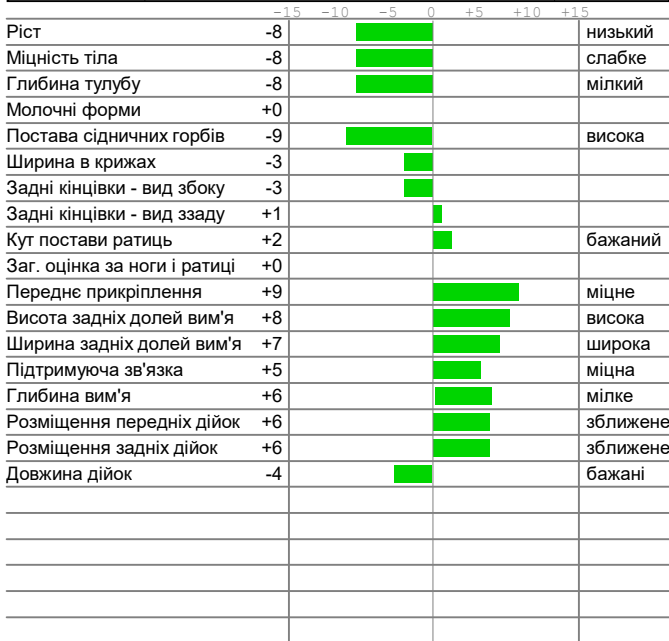 -15 -10 -5 0 +5 +10 +15
Ріст -8 низький
Міцність тіла -8 слабке
Глибина тулубу -8 мілкий
Молочні форми +0
Постава сідничних горбів -9 висока
Ширина в крижах -3
Задні кінцівки - вид збоку -3
Задні кінцівки - вид ззаду +1
Кут постави ратиць +2 бажаний
Заг. оцінка за ноги і ратиці +0
Переднє прикріплення +9 міцне
Висота задніх долей вим'я +8 висока
Ширина задніх долей вим'я +7 широка
Підтримуюча зв'язка +5 міцна
Глибина вим'я +6 мілке
Розміщення передніх дійок +6 зближене
Розміщення задніх дійок +6 зближене
Довжина дійок -4 бажані